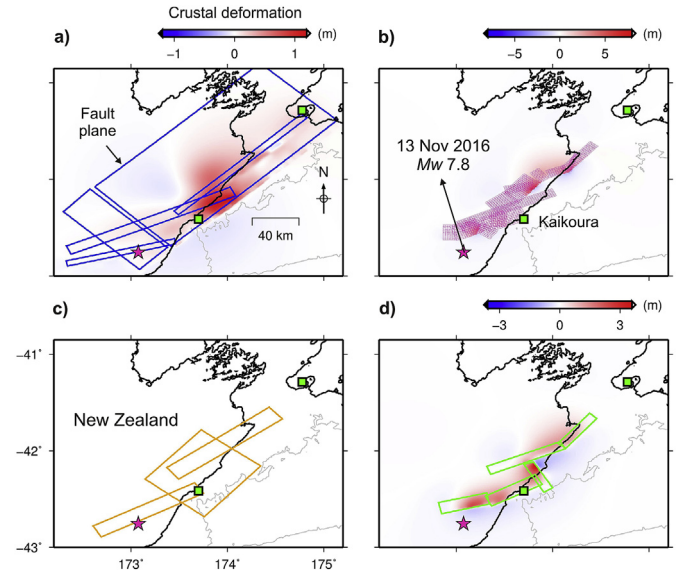 Crustal deformation
a)
−1 0 1 (m)
b)
−5 0 5 (m)
Fault
plane
N
40 km
13 Nov 2016
Mw 7.8
Kaikoura
c)
d)
−3 0 3 (m)
−41°
New Zealand
−42°
−43°
173° 174° 175°